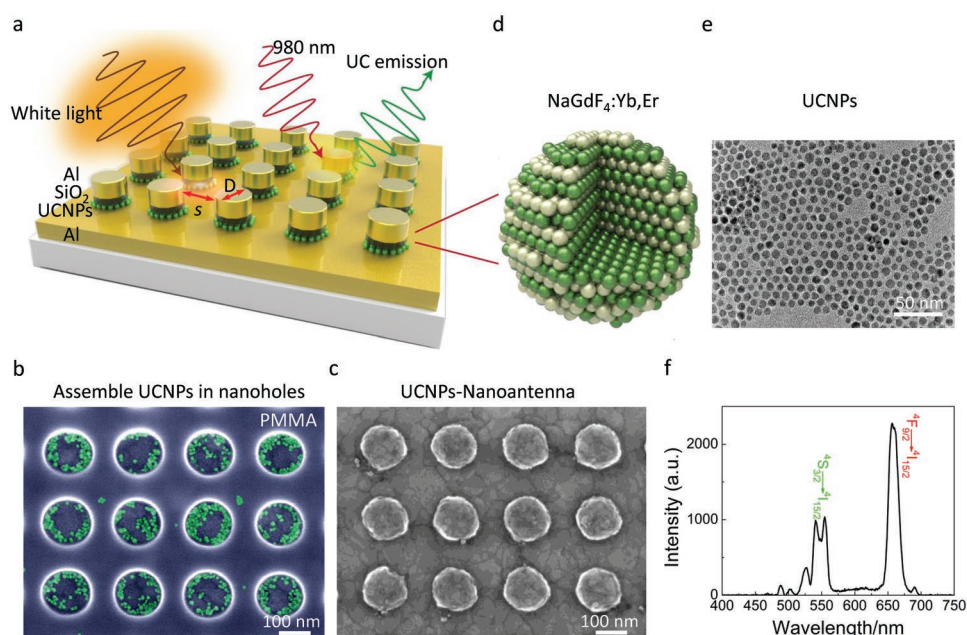 a
980 nm
UC emission
White light
Al
SiO₂
UCNPs
Al
D
s
d
NaGdF₄:Yb,Er
e
UCNPs
50 nm
b
Assemble UCNPs in nanoholes
PMMA
100 nm
c
UCNPs-Nanoantenna
100 nm
f
Intensity (a.u.)
2000
1000
0
⁴S₃/₂
⁴I₁₅/₂
⁴F₉/₂
⁴I₁₅/₂
400 450 500 550 600 650 700 750
Wavelength/nm